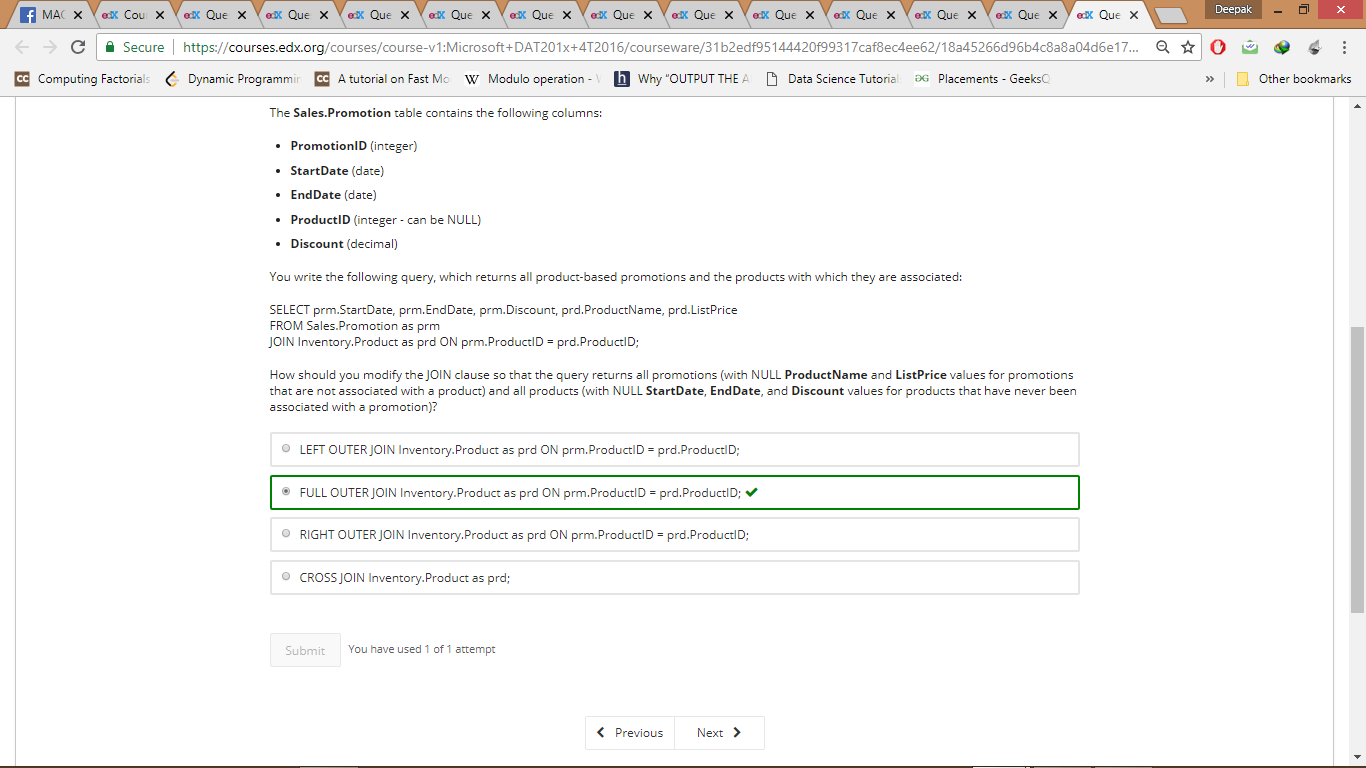 Deepak
MAC
Cou
Que
Que
Que
Que
Que
Que
Que
Que
Que
Que
Que
Que
Secure
https://courses.edx.org/courses/course-v1:Microsoft+DAT201x+4T2016/courseware/31b2edf95144420f99317caf8ec4ee62/18a45266d96b4c8a8a04d6e17...
Computing Factorials
Dynamic Programmin
A tutorial on Fast Mo
Modulo operation -
Why "OUTPUT THE A
Data Science Tutorial
Placements - GeeksG
»
Other bookmarks
The Sales.Promotion table contains the following columns:
• PromotionID (integer)
• StartDate (date)
• EndDate (date)
• ProductID (integer - can be NULL)
• Discount (decimal)
You write the following query, which returns all product-based promotions and the products with which they are associated:
SELECT prm.StartDate, prm.EndDate, prm.Discount, prd.ProductName, prd.ListPrice
FROM Sales.Promotion as prm
JOIN Inventory.Product as prd ON prm.ProductID = prd.ProductID;
How should you modify the JOIN clause so that the query returns all promotions (with NULL ProductName and ListPrice values for promotions
that are not associated with a product) and all products (with NULL StartDate, EndDate, and Discount values for products that have never been
associated with a promotion)?
LEFT OUTER JOIN Inventory.Product as prd ON prm.ProductID = prd.ProductID;
FULL OUTER JOIN Inventory.Product as prd ON prm.ProductID = prd.ProductID;
RIGHT OUTER JOIN Inventory.Product as prd ON prm.ProductID = prd.ProductID;
CROSS JOIN Inventory.Product as prd;
Submit
You have used 1 of 1 attempt
Previous
Next